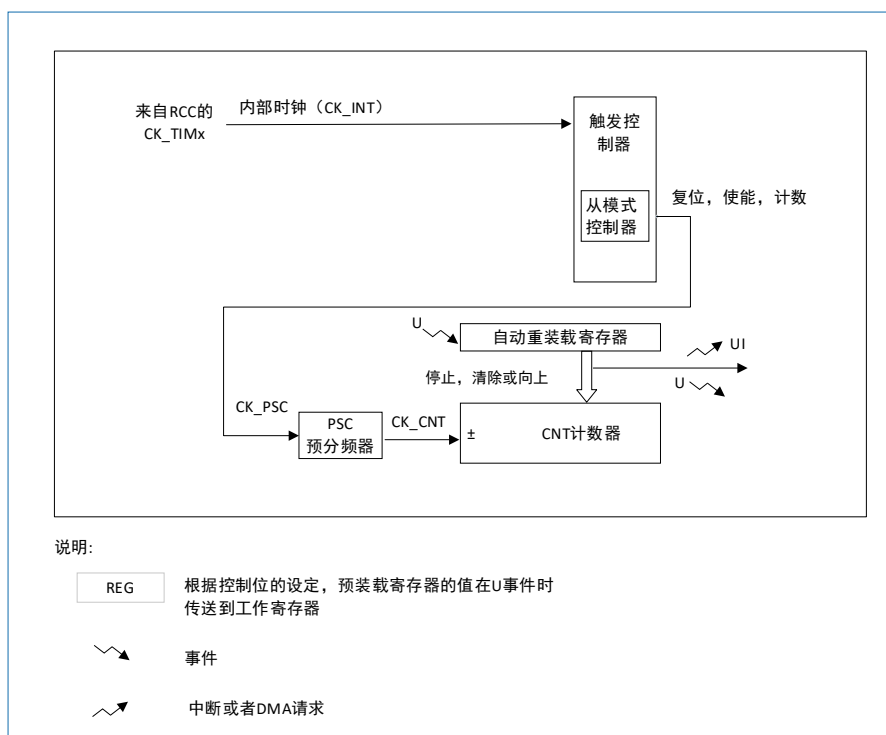 来自RCC的
CK_TIMx
内部时钟（CK_INT）
触发控
制器
从模式
控制器
复位，使能，计数
U
自动重装载寄存器
UI
停止，清除或向上
U
CK_PSC
PSC
预分频器
CK_CNT
±
CNT计数器
说明:
REG
根据控制位的设定，预装载寄存器的值在U事件时
传送到工作寄存器
事件
中断或者DMA请求